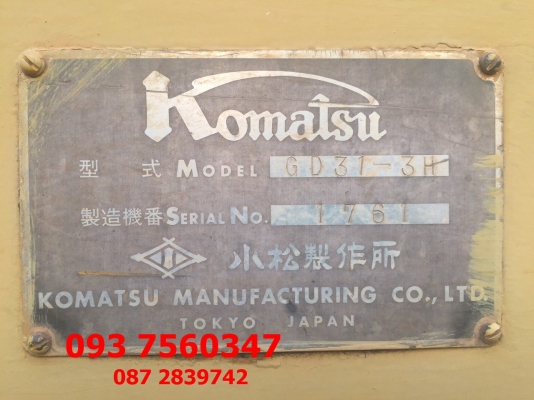 Komatsu
型 式 MODEL GD31-3H
製造機番 SERIAL NO. 1761
小松製作所
KOMATSU MANUFACTURING CO., LTD.
TOKYO JAPAN
093 7560347
087 2839742